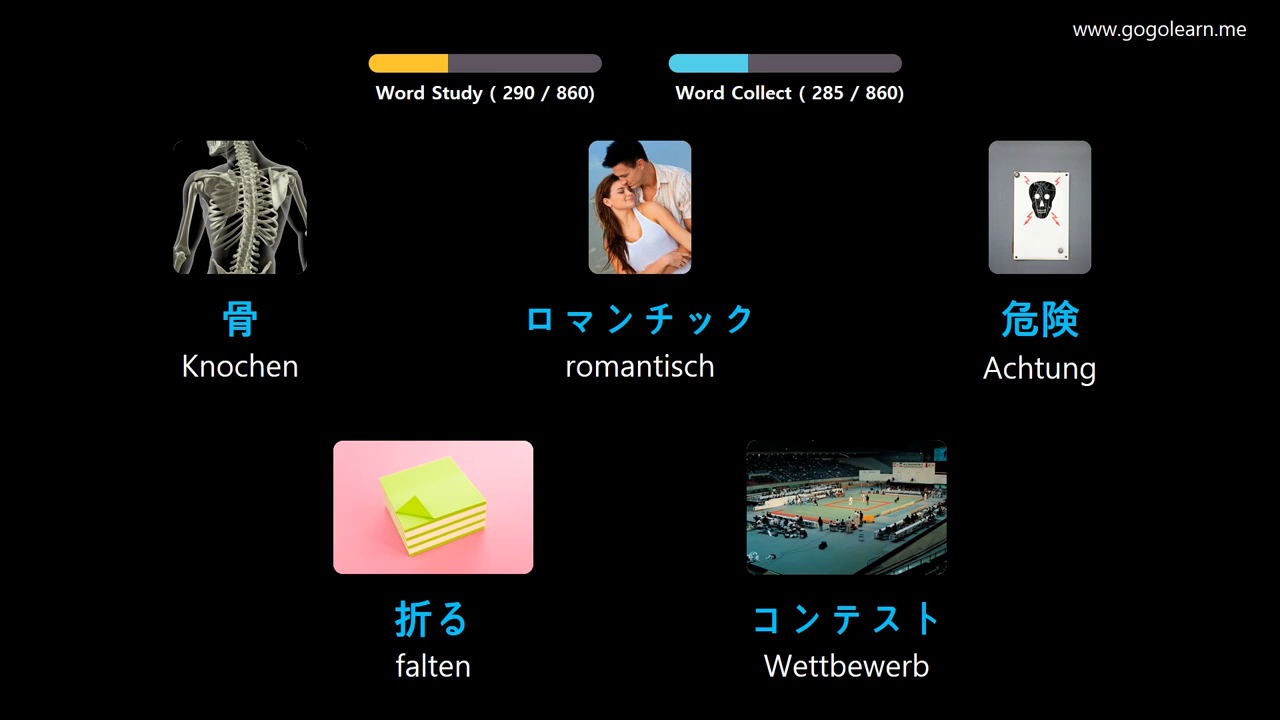 www.gogolearn.me
Word Study ( 290 / 860)
Word Collect ( 285 / 860)
骨
Knochen
ロマンチック
romantisch
危険
Achtung
折る
falten
コンテスト
Wettbewerb